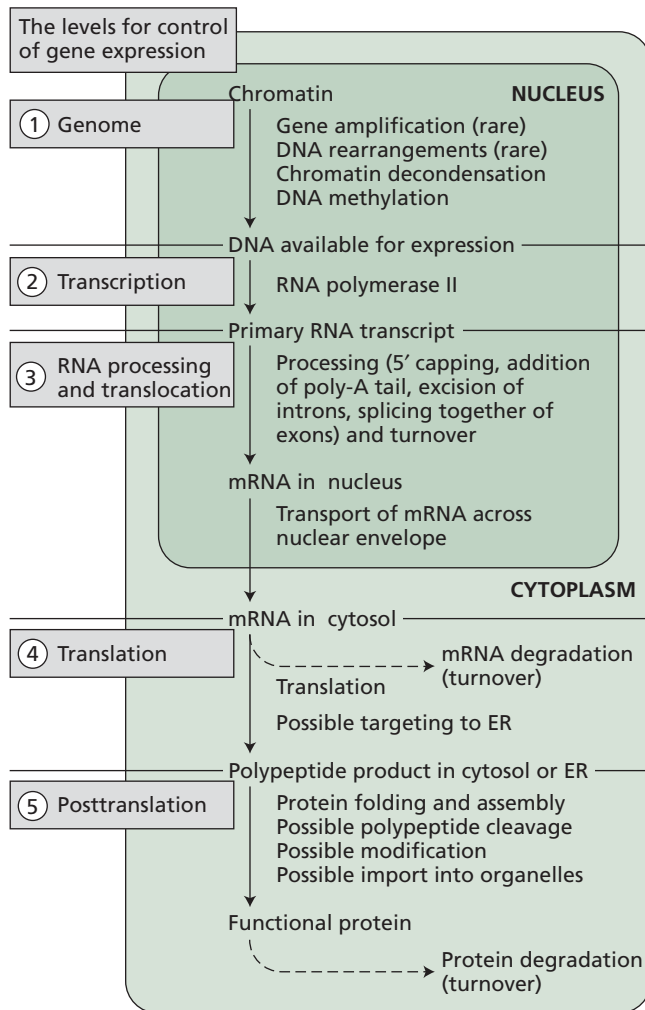 The levels for control
of gene expression
NUCLEUS
Chromatin
1 Genome
Gene amplification (rare)
DNA rearrangements (rare)
Chromatin decondensation
DNA methylation
DNA available for expression
2 Transcription
RNA polymerase II
Primary RNA transcript
3 RNA processing
and translocation
Processing (5′ capping, addition
of poly-A tail, excision of
introns, splicing together of
exons) and turnover
mRNA in nucleus
Transport of mRNA across
nuclear envelope
CYTOPLASM
mRNA in cytosol
4 Translation
mRNA degradation
(turnover)
Translation
Possible targeting to ER
Polypeptide product in cytosol or ER
5 Posttranslation
Protein folding and assembly
Possible polypeptide cleavage
Possible modification
Possible import into organelles
Functional protein
Protein degradation
(turnover)